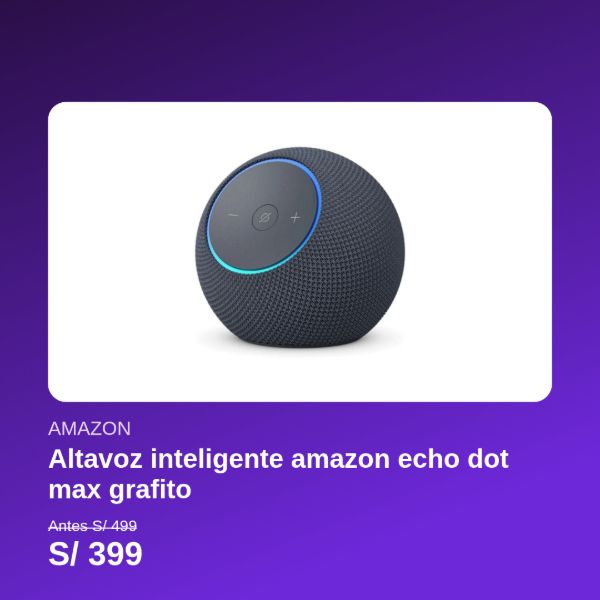 AMAZON
Altavoz inteligente amazon echo dot
max grafito
Antes S/ 499
S/ 399